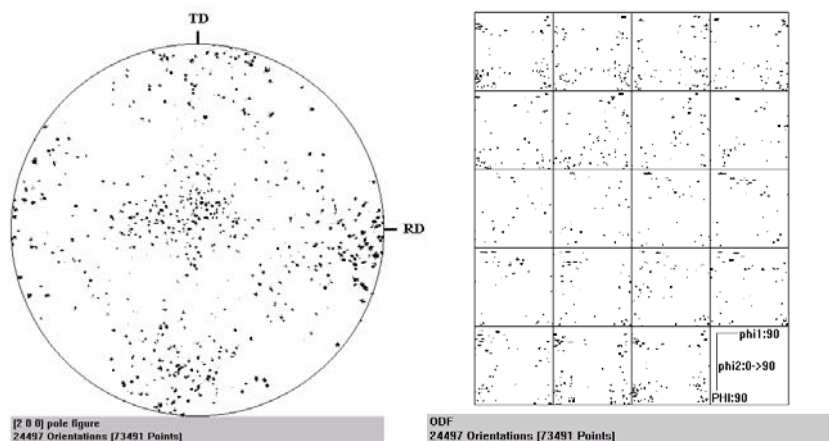 TD
RD
phi1:90
phi2:0->90
PHI:90
[2 0 0] pole figure
24497 Orientations [73491 Points]
ODF
24497 Orientations [73491 Points]